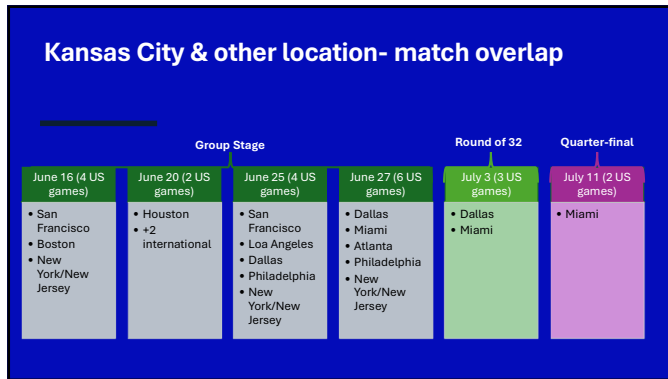 Kansas City & other location- match overlap
Group Stage
Round of 32
Quarter-final
June 16 (4 US
games)
• San
Francisco
• Boston
• New
York/New
Jersey
June 20 (2 US
games)
• Houston
• +2
international
June 25 (4 US
games)
• San
Francisco
• Loa Angeles
• Dallas
• Philadelphia
• New
York/New
Jersey
June 27 (6 US
games)
• Dallas
• Miami
• Atlanta
• Philadelphia
• New
York/New
Jersey
July 3 (3 US
games)
• Dallas
• Miami
July 11 (2 US
games)
• Miami